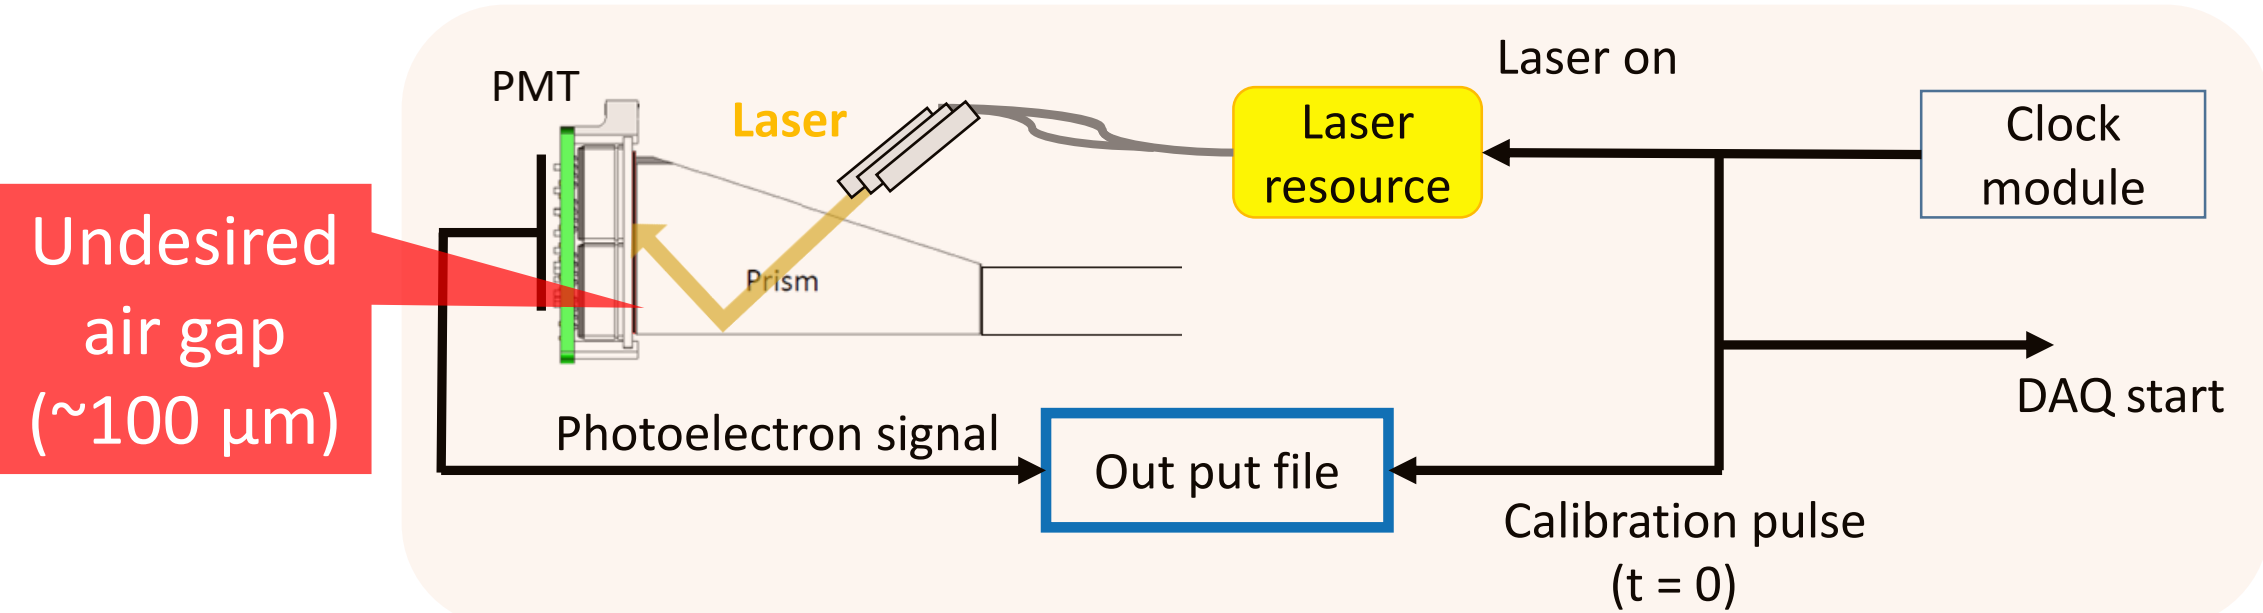 PMT
Laser
Laser on
Laser
resource
Clock
module
Undesired
air gap
(~100 µm)
Prism
DAQ start
Photoelectron signal
Out put file
Calibration pulse
(t = 0)